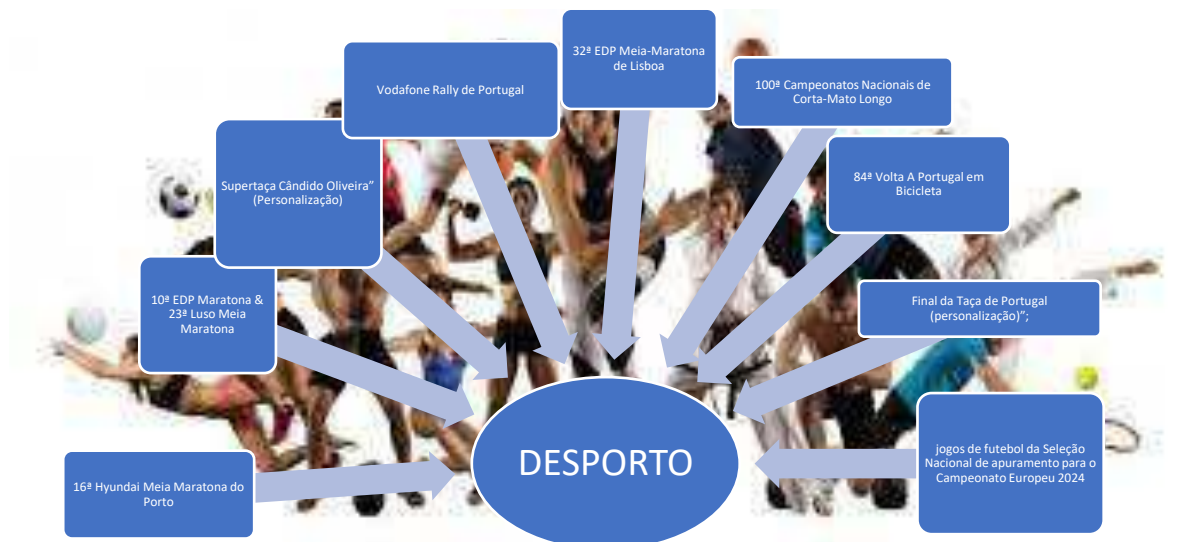 32ª EDP Meia-Maratona
de Lisboa
Vodafone Rally de Portugal
100ª Campeonatos Nacionais de
Corta-Mato Longo
Supertaça Cândido Oliveira”
(Personalização)
84ª Volta A Portugal em
Bicicleta
10ª EDP Maratona &
23ª Luso Meia
Maratona
Final da Taça de Portugal
(personalização)”;
16ª Hyundai Meia Maratona do
Porto
DESPORTO
jogos de futebol da Seleção
Nacional de apuramento para o
Campeonato Europeu 2024